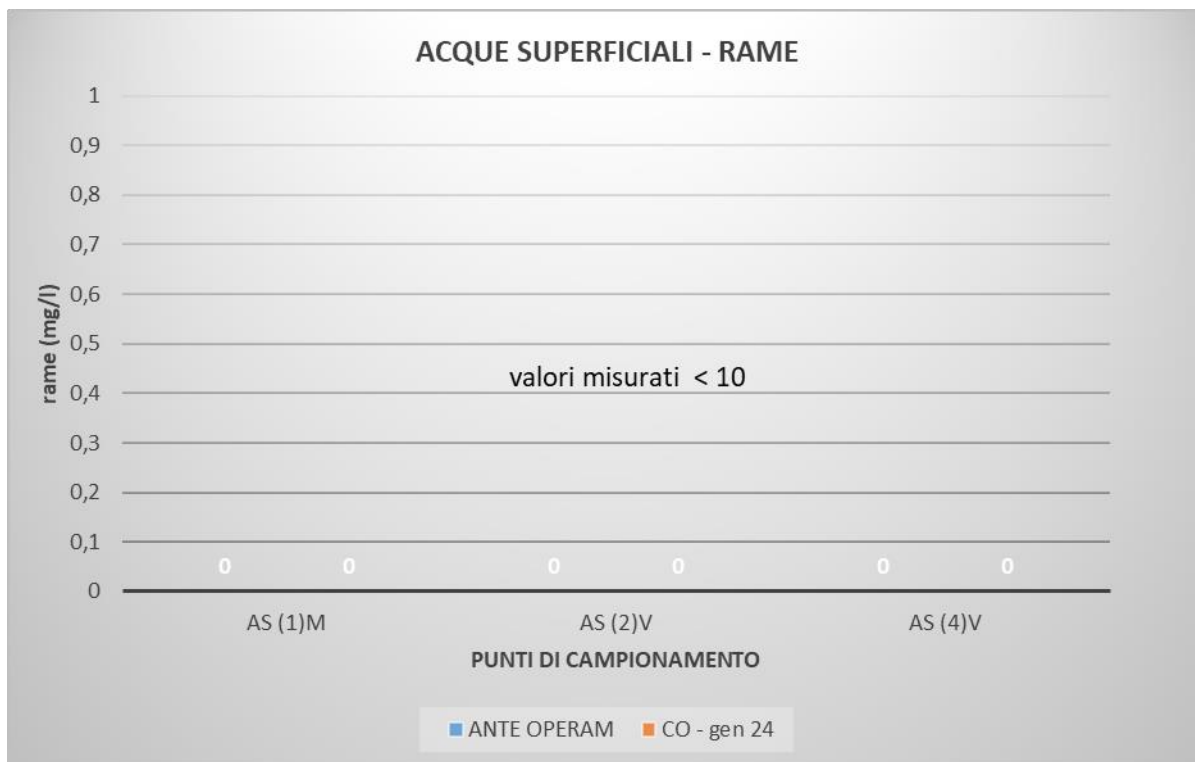 ACQUE SUPERFICIALI - RAME
1
0,9
0,8
0,7
0,6
0,5
0,4
0,3
0,2
0,1
0
rame (mg/l)
valori misurati < 10
0 0 0 0 0 0
AS (1)M AS (2)V AS (4)V
PUNTI DI CAMPIONAMENTO
ANTE OPERAM CO - gen 24